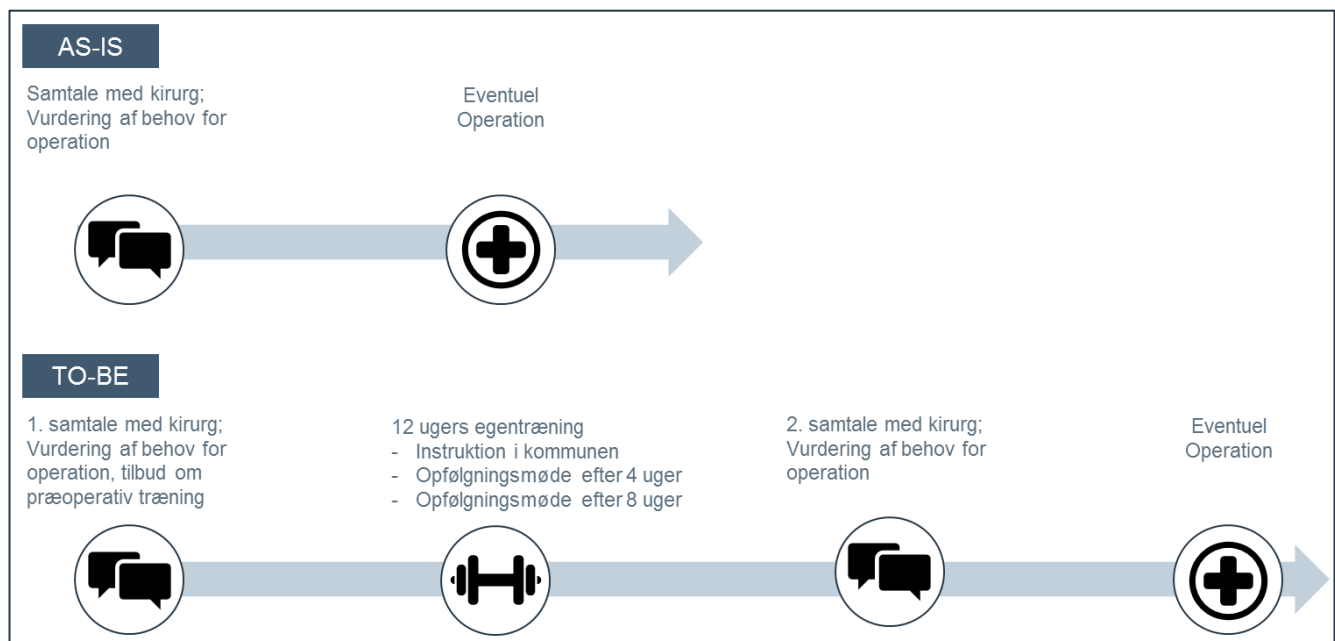 AS-IS
Samtale med kirurg;
Vurdering af behov for
operation
Eventuel
Operation
TO-BE
1. samtale med kirurg;
Vurdering af behov for
operation, tilbud om
præoperativ træning
12 ugers egentræning
- Instruktion i kommunen
- Opfølgningsmøde efter 4 uger
- Opfølgningsmøde efter 8 uger
2. samtale med kirurg;
Vurdering af behov for
operation
Eventuel
Operation